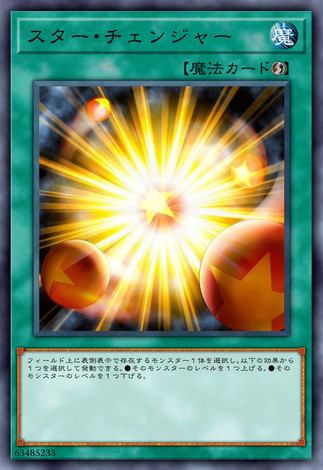 スター・チェンジャー
魔
【魔法カード】
フィールド上に表側表示で存在するモンスター１体を選択し、以下の効果から
１つを選択して発動できる。●そのモンスターのレベルを１つ上げる。●その
モンスターのレベルを１つ下げる。
63485233